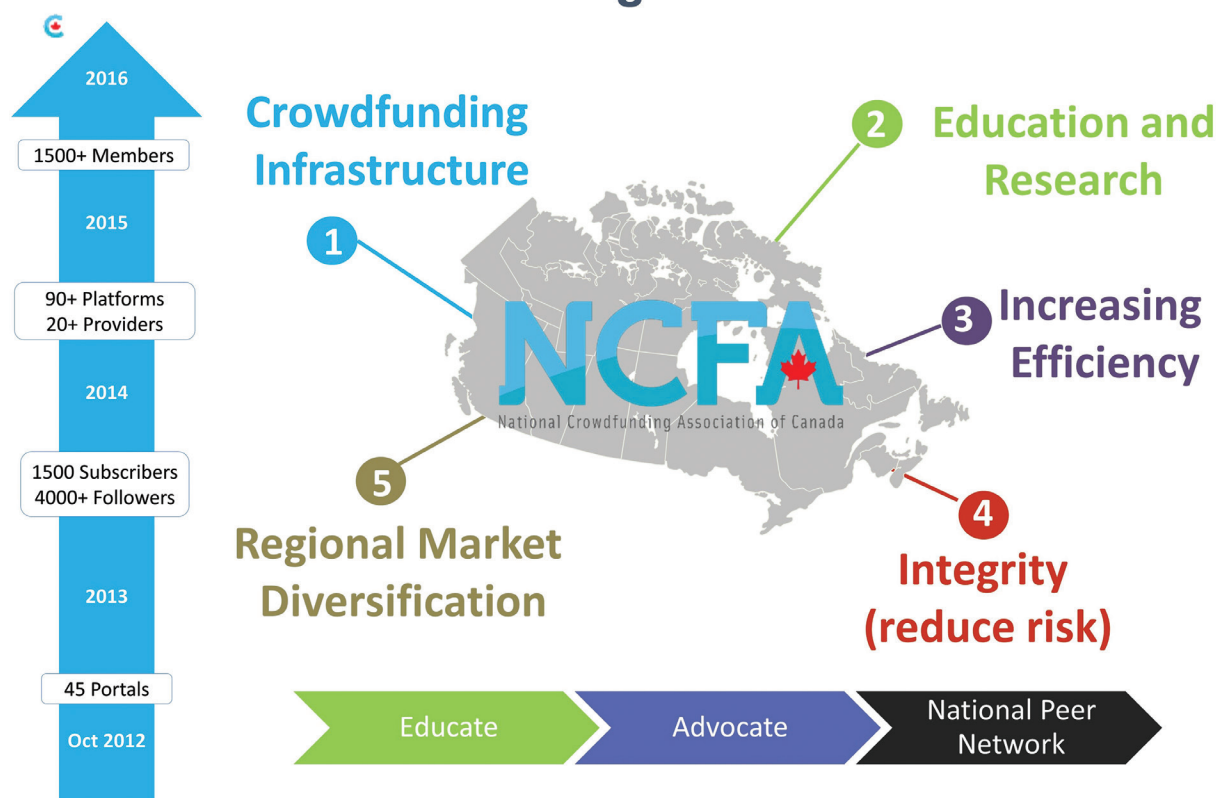 2016
1500+ Members
2015
90+ Platforms
20+ Providers
2014
1500 Subscribers
4000+ Followers
2013
45 Portals
Oct 2012
Crowdfunding
Infrastructure
1
2
Education and
Research
3
Increasing
Efficiency
NCFA
National Crowdfunding Association of Canada
4
Integrity
(reduce risk)
5
Regional Market
Diversification
Educate
Advocate
National Peer
Network